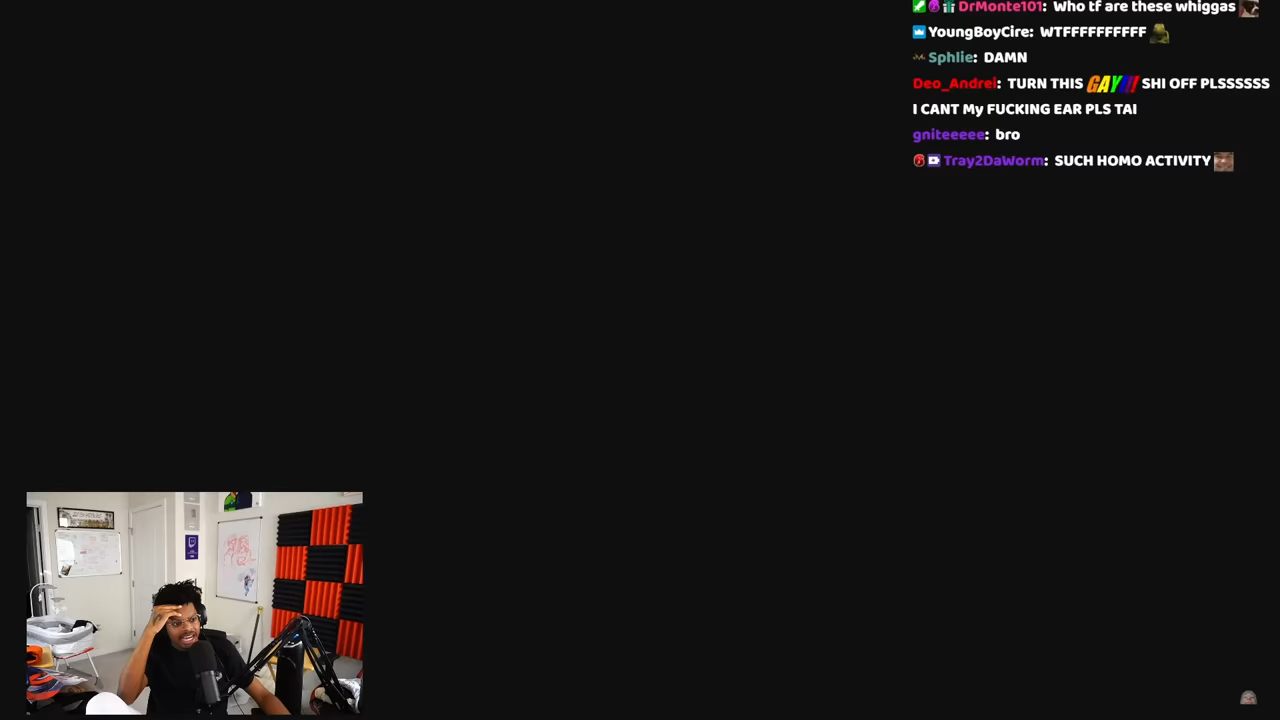 DrMonte101: Who tf are these whiggas
YoungBoyCire: WTFFFFFFFFFF
Sphlie: DAMN
Deo_Andrei: TURN THIS GAY!!! SHI OFF PLSSSSSS
I CANT My FUCKING EAR PLS TAI
gniteeeee: bro
Tray2DaWorm: SUCH HOMO ACTIVITY